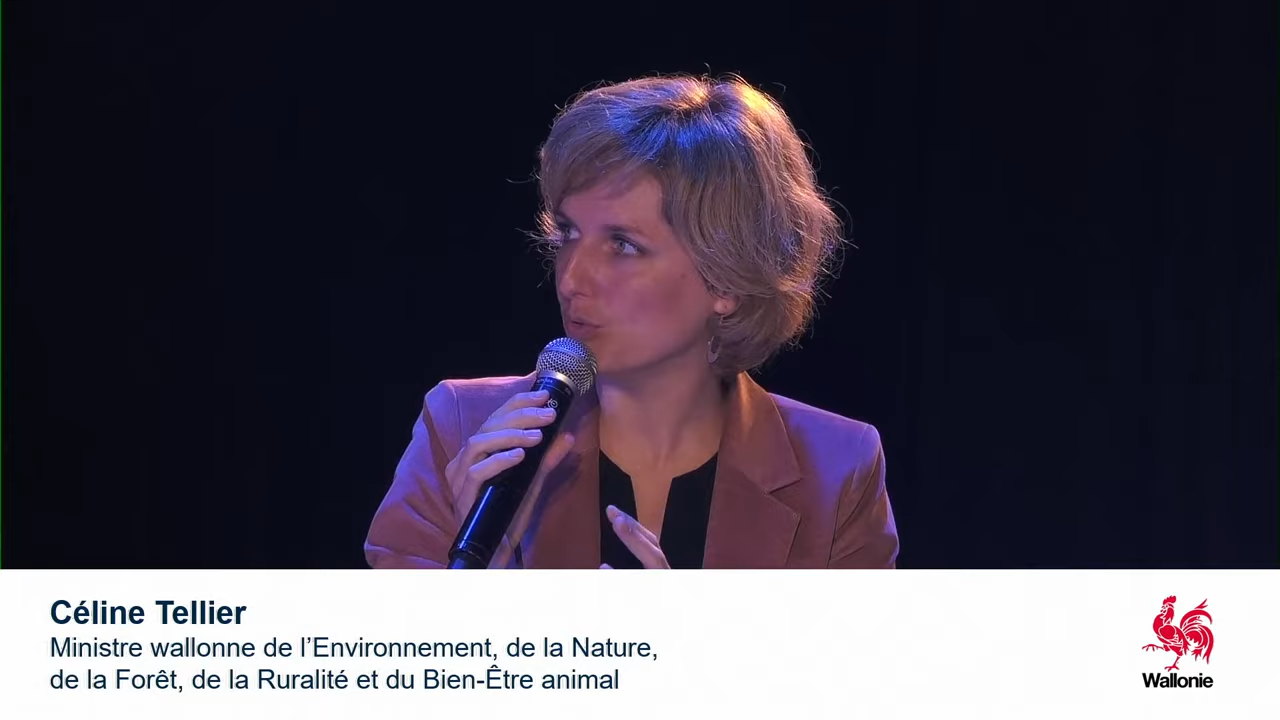 Céline Tellier
Ministre wallonne de l’Environnement, de la Nature,
de la Forêt, de la Ruralité et du Bien-Être animal
Wallonie